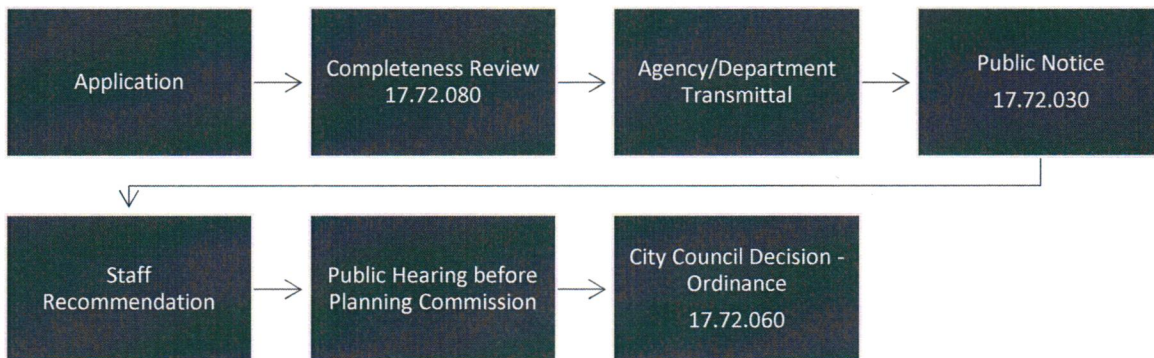 Application
Completeness Review
17.72.080
Agency/Department
Transmittal
Public Notice
17.72.030
Staff
Recommendation
Public Hearing before
Planning Commission
City Council Decision -
Ordinance
17.72.060